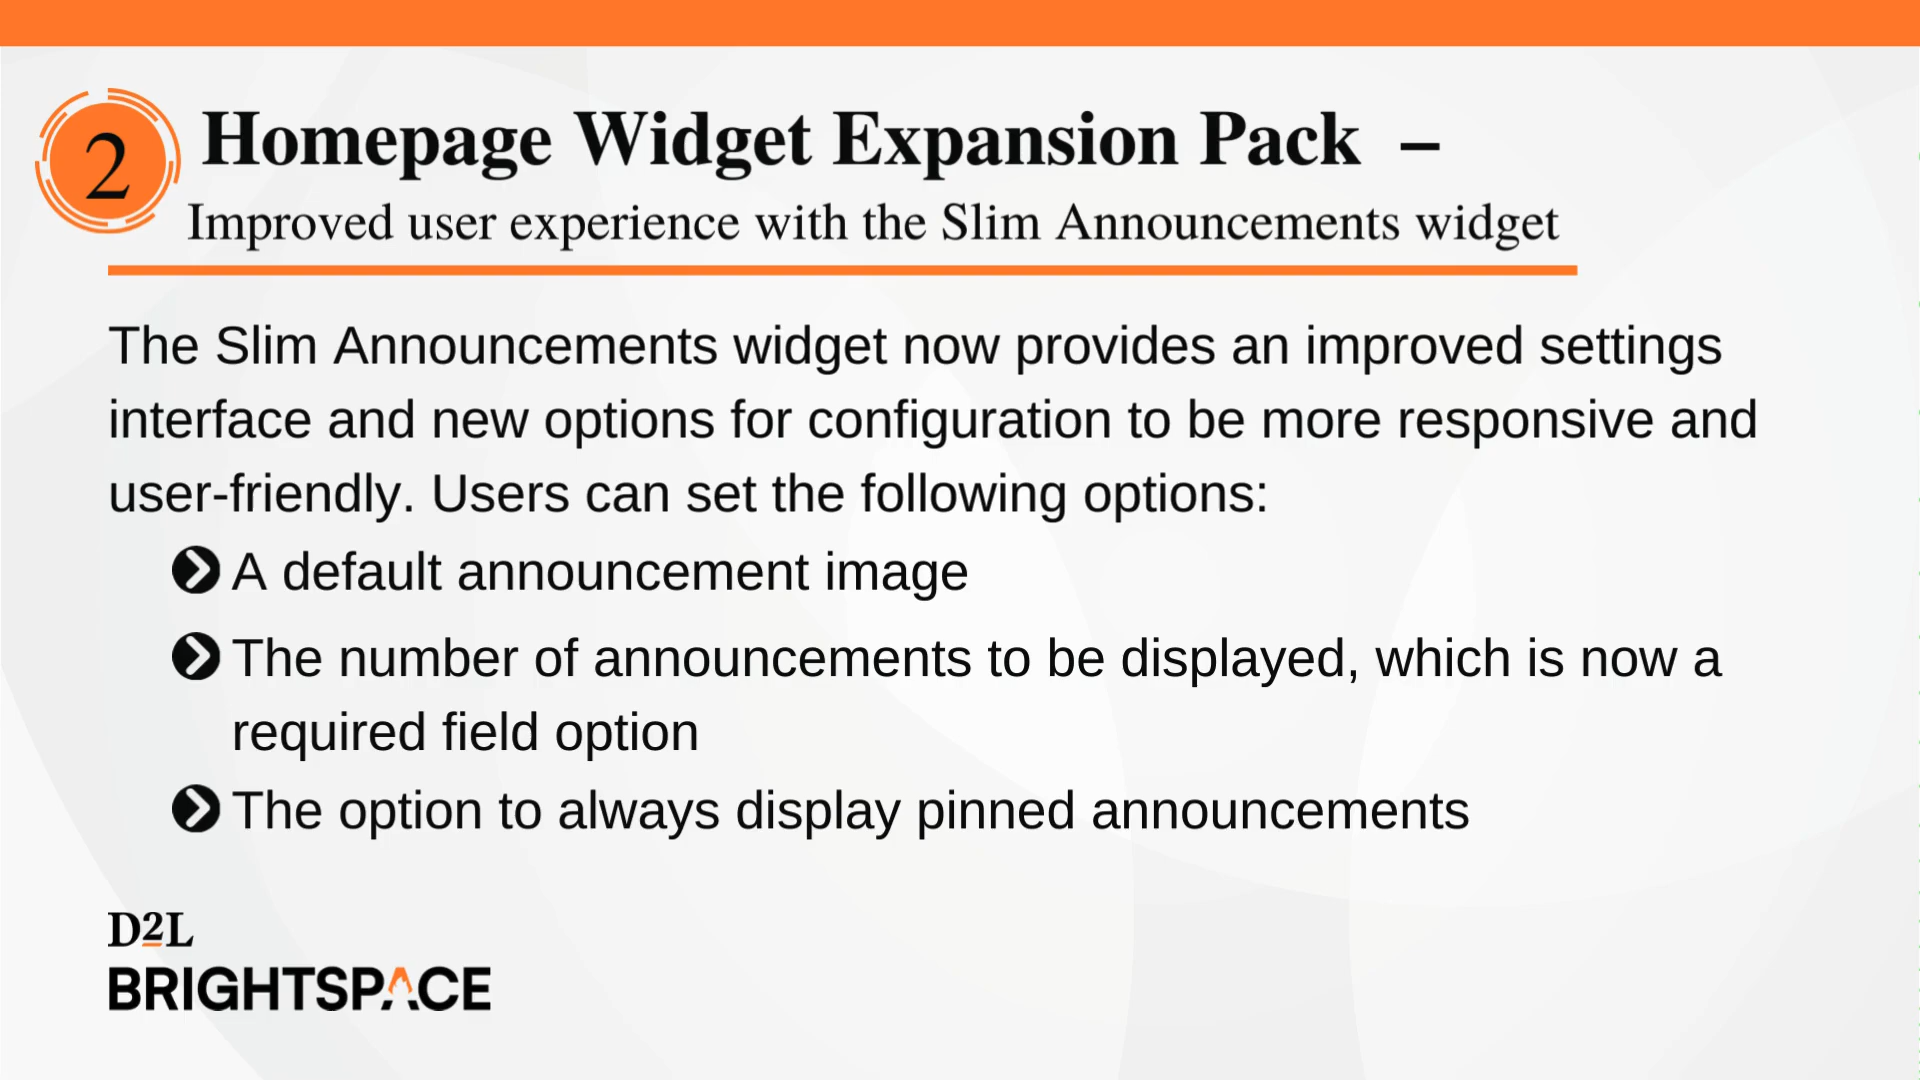 2
Homepage Widget Expansion Pack –
Improved user experience with the Slim Announcements widget
The Slim Announcements widget now provides an improved settings
interface and new options for configuration to be more responsive and
user-friendly. Users can set the following options:
A default announcement image
The number of announcements to be displayed, which is now a
required field option
The option to always display pinned announcements
D2L
BRIGHTSPACE